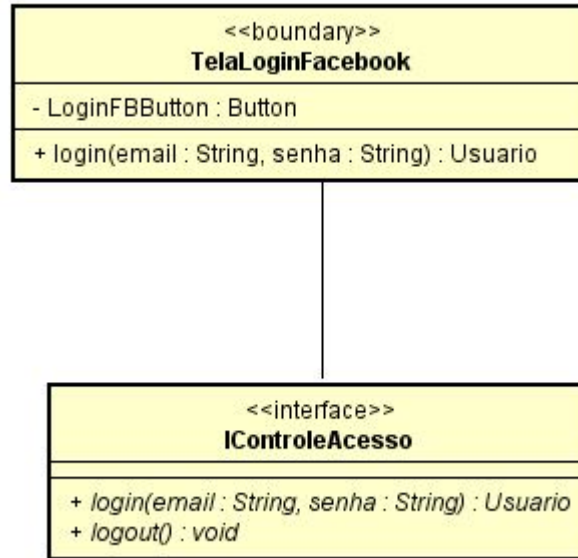 <<boundary>>
TelaLoginFacebook
- LoginFBButton : Button
+ login(email : String, senha : String) : Usuario
<<interface>>
IControleAcesso
+ login(email : String, senha : String) : Usuario
+ logout() : void